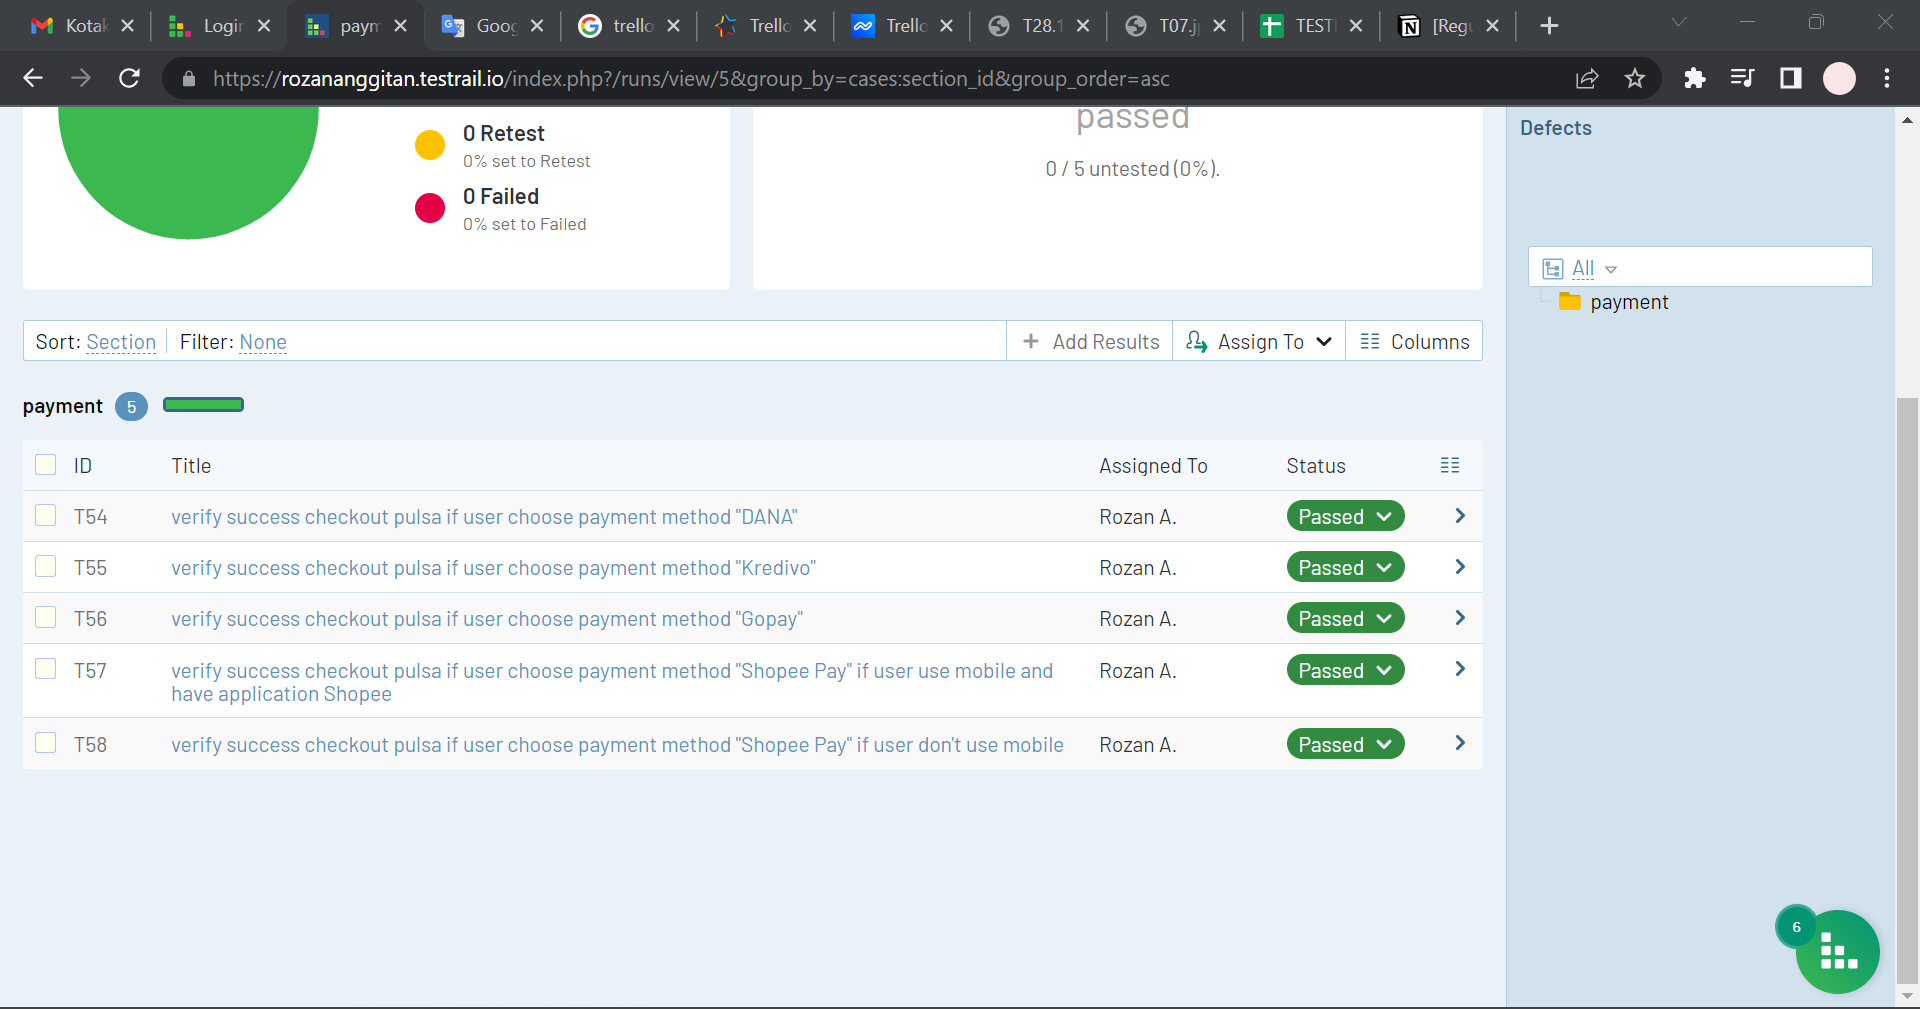 Kotak
Login
paym
Goog
trello
Trello
Trello
T28.1
T07.j
TEST
[Regu
https://rozananggitan.testrail.io/index.php?/runs/view/5&group_by=cases:section_id&group_order=asc
0 Retest
0% set to Retest
0 Failed
0% set to Failed
passed
0 / 5 untested (0%).
Defects
All
payment
Sort: Section Filter: None
Add Results
Assign To
Columns
payment 5
ID Title Assigned To Status
T54 verify success checkout pulsa if user choose payment method "DANA" Rozan A. Passed
T55 verify success checkout pulsa if user choose payment method "Kredivo" Rozan A. Passed
T56 verify success checkout pulsa if user choose payment method "Gopay" Rozan A. Passed
T57 verify success checkout pulsa if user choose payment method "Shopee Pay" if user use mobile and Rozan A. Passed
have application Shopee
T58 verify success checkout pulsa if user choose payment method "Shopee Pay" if user don't use mobile Rozan A. Passed
6